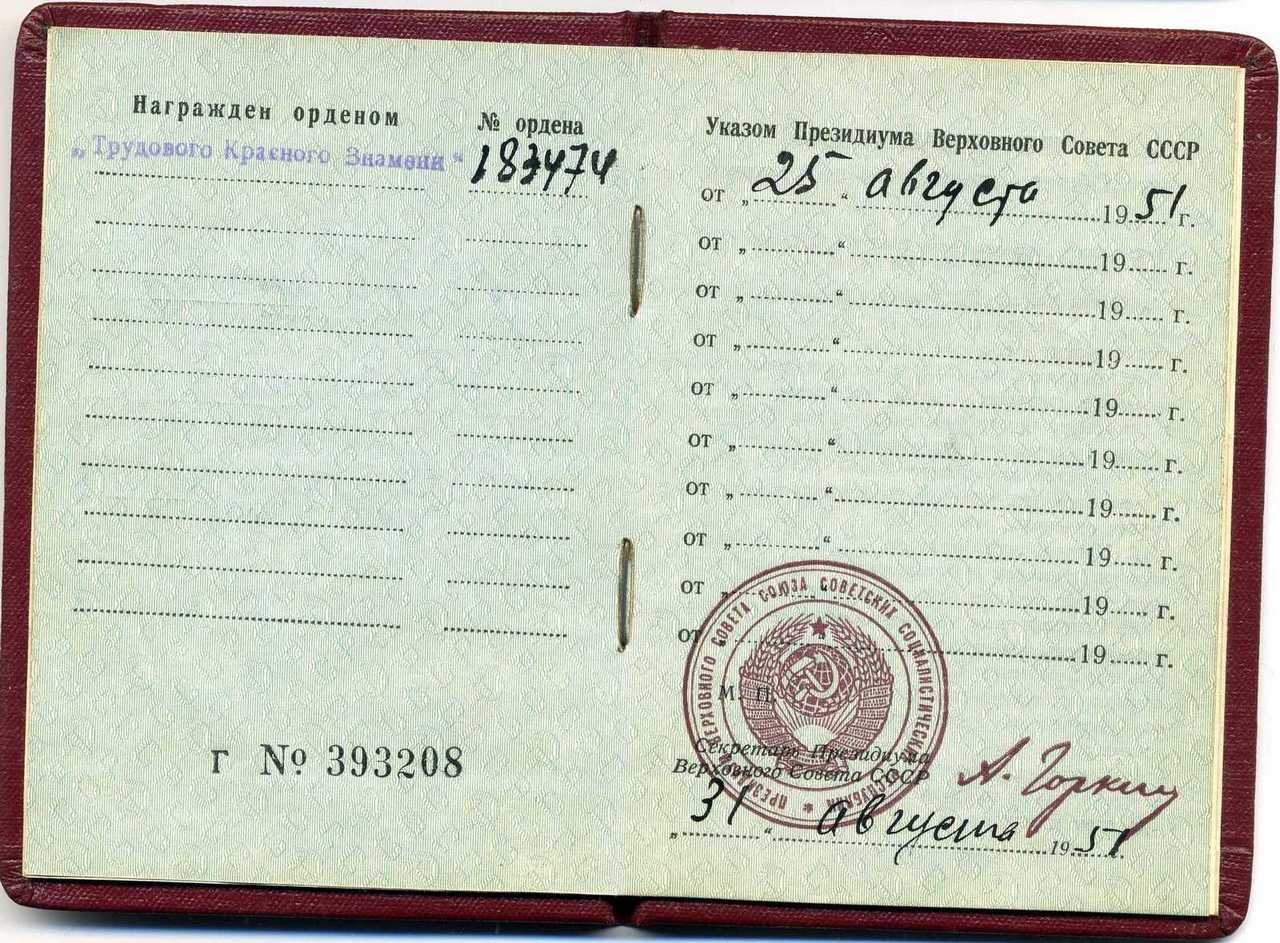 Награжден орденом
№ ордена
„Трудового Красного Знамени“
183474
г № 393208
Указом Президиума Верховного Совета СССР
от „25“ августа 1951 г.
от „ “ 19 г.
от „ “ 19 г.
от „ “ 19 г.
от „ “ 19 г.
от „ “ 19 г.
от „ “ 19 г.
от „ “ 19 г.
от „ “ 19 г.
от „ “ 19 г.
ПРЕЗИДИУМ ВЕРХОВНОГО СОВЕТА СОЮЗА СОВЕТСКИХ СОЦИАЛИСТИЧЕСКИХ РЕСПУБЛИК
М. П.
Секретарь Президиума
Верховного Совета СССР
А. Горкин
„31“ августа 1951